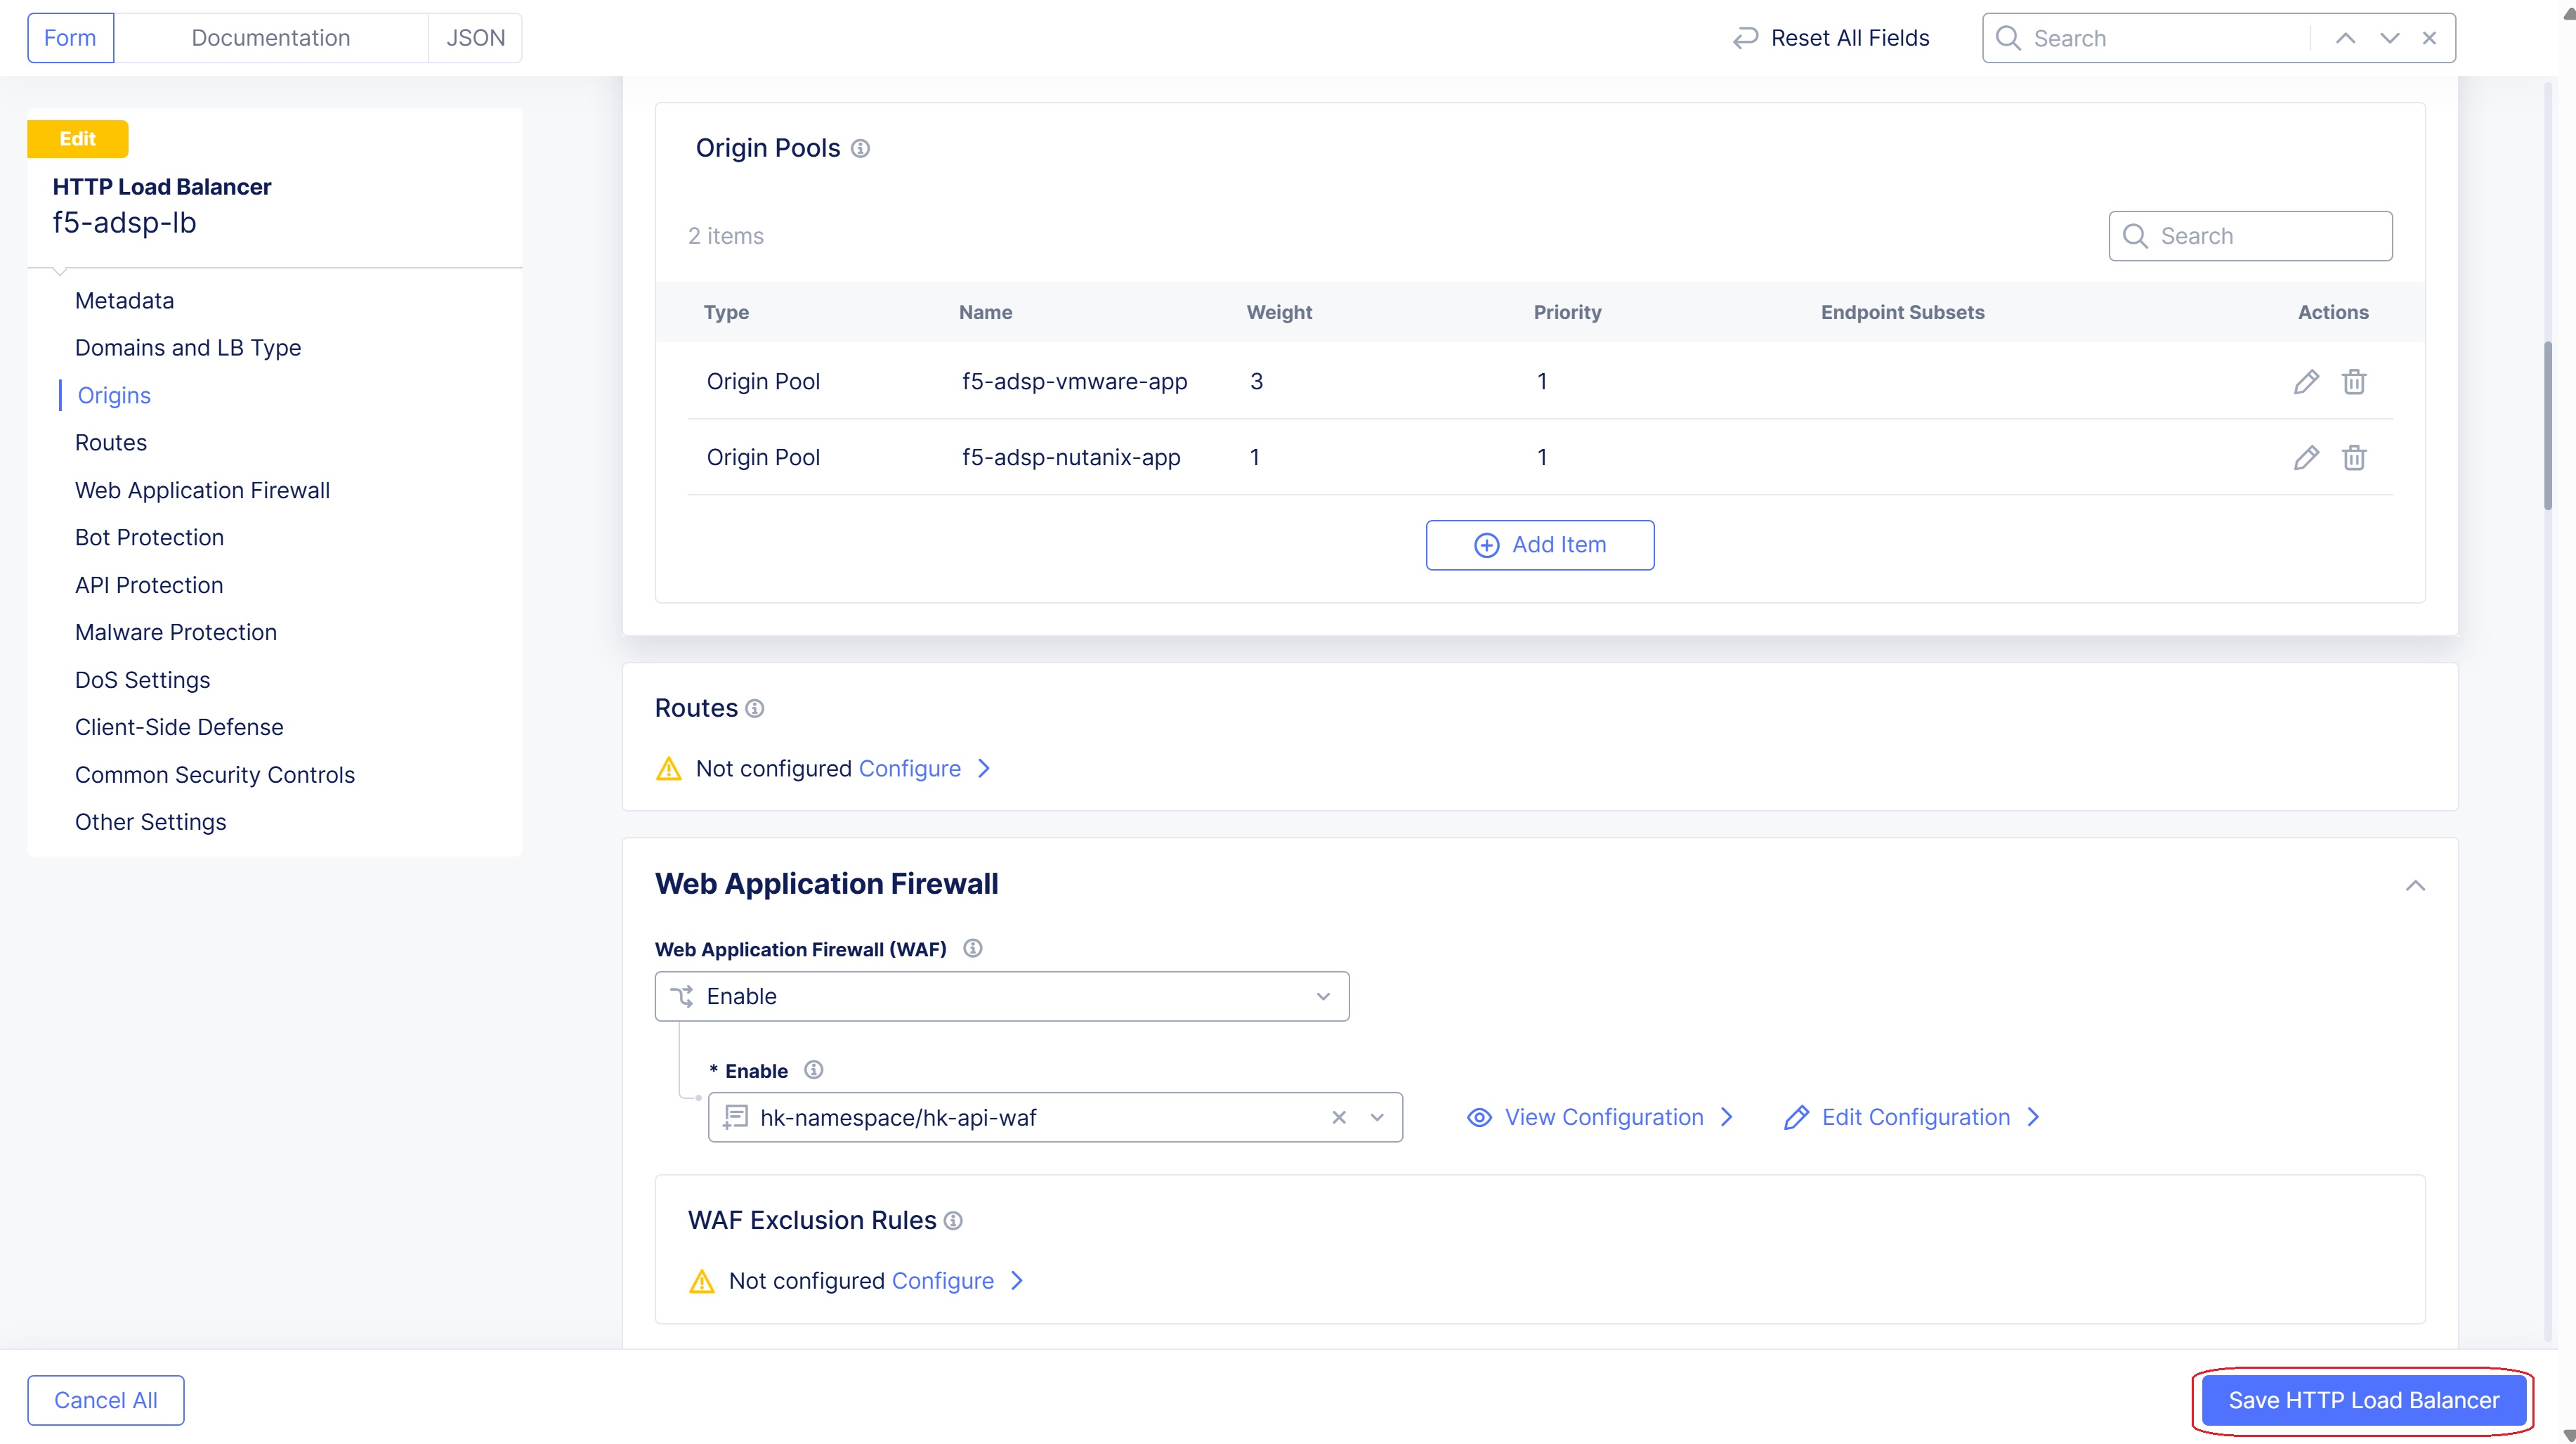 Form Documentation JSON Reset All Fields Search
Edit
HTTP Load Balancer
f5-adsp-lb
Metadata
Domains and LB Type
Origins
Routes
Web Application Firewall
Bot Protection
API Protection
Malware Protection
DoS Settings
Client-Side Defense
Common Security Controls
Other Settings
Origin Pools
2 items Search
Type Name Weight Priority Endpoint Subsets Actions
Origin Pool f5-adsp-vmware-app 3 1
Origin Pool f5-adsp-nutanix-app 1 1
Add Item
Routes
Not configured Configure
Web Application Firewall
Web Application Firewall (WAF)
Enable
* Enable
hk-namespace/hk-api-waf View Configuration Edit Configuration
WAF Exclusion Rules
Not configured Configure
Cancel All Save HTTP Load Balancer